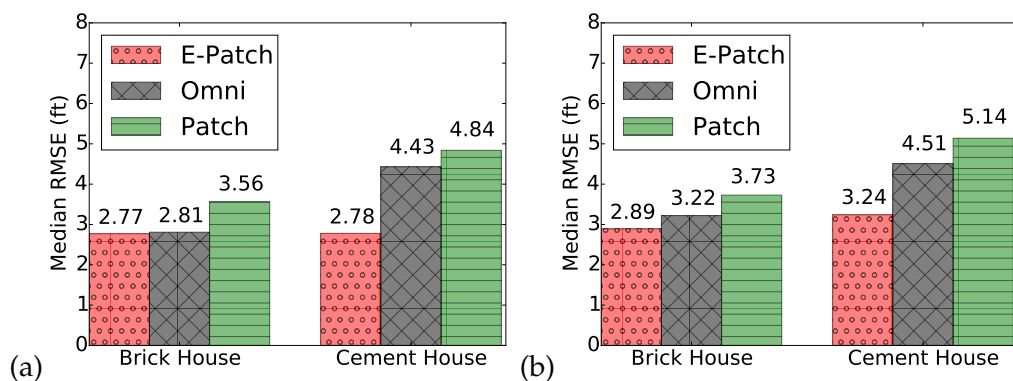 (a)
Median RMSE (ft)
8
7
6
5
4
3
2
1
0
E-Patch
Omni
Patch
2.77
2.81
3.56
2.78
4.43
4.84
Brick House
Cement House
(b)
Median RMSE (ft)
8
7
6
5
4
3
2
1
0
E-Patch
Omni
Patch
2.89
3.22
3.73
3.24
4.51
5.14
Brick House
Cement House